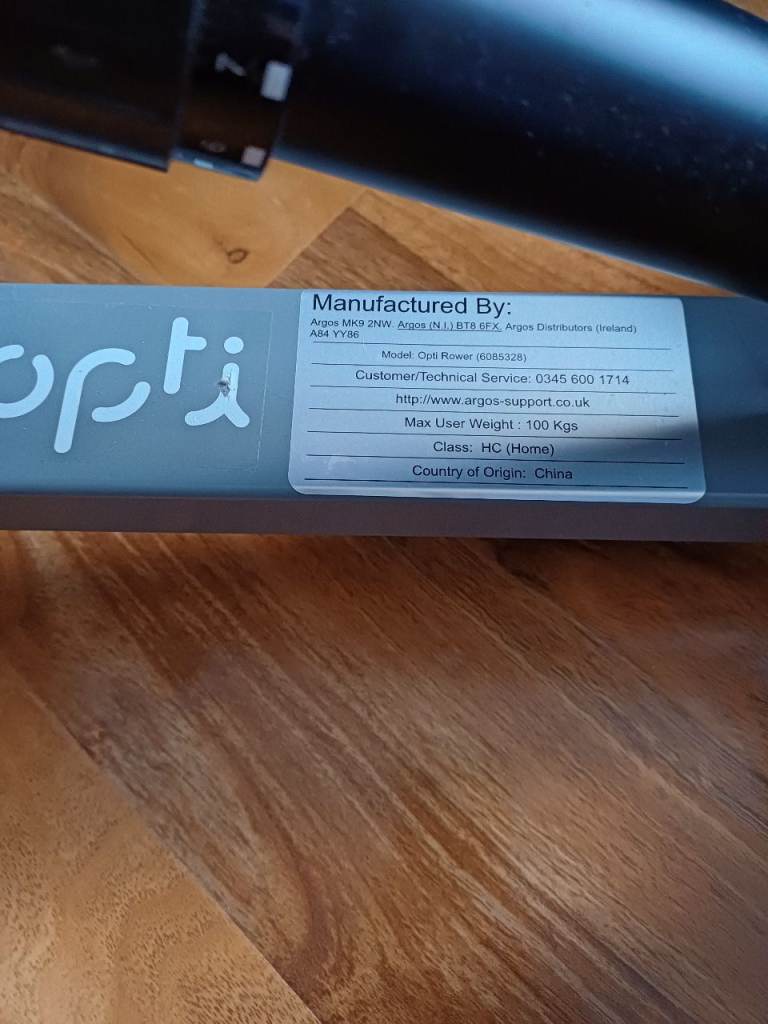 opti
Manufactured By:
Argos MK9 2NW. Argos (N.I.) BT8 6FX. Argos Distributors (Ireland)
A84 YY86
Model: Opti Rower (6085328)
Customer/Technical Service: 0345 600 1714
http://www.argos-support.co.uk
Max User Weight : 100 Kgs
Class: HC (Home)
Country of Origin: China